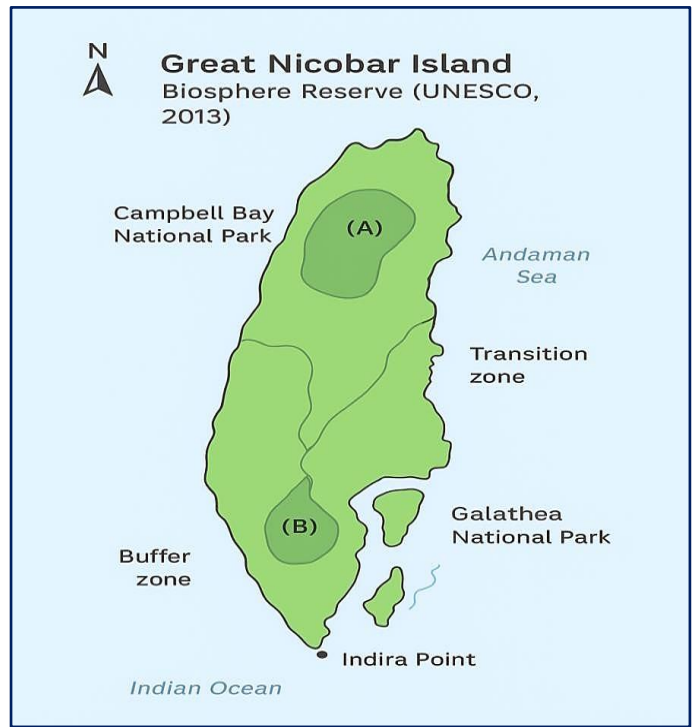 N
Great Nicobar Island
Biosphere Reserve (UNESCO,
2013)
Campbell Bay
National Park
(A)
Andaman
Sea
Transition
zone
(B)
Galathea
National Park
Buffer
zone
Indira Point
Indian Ocean